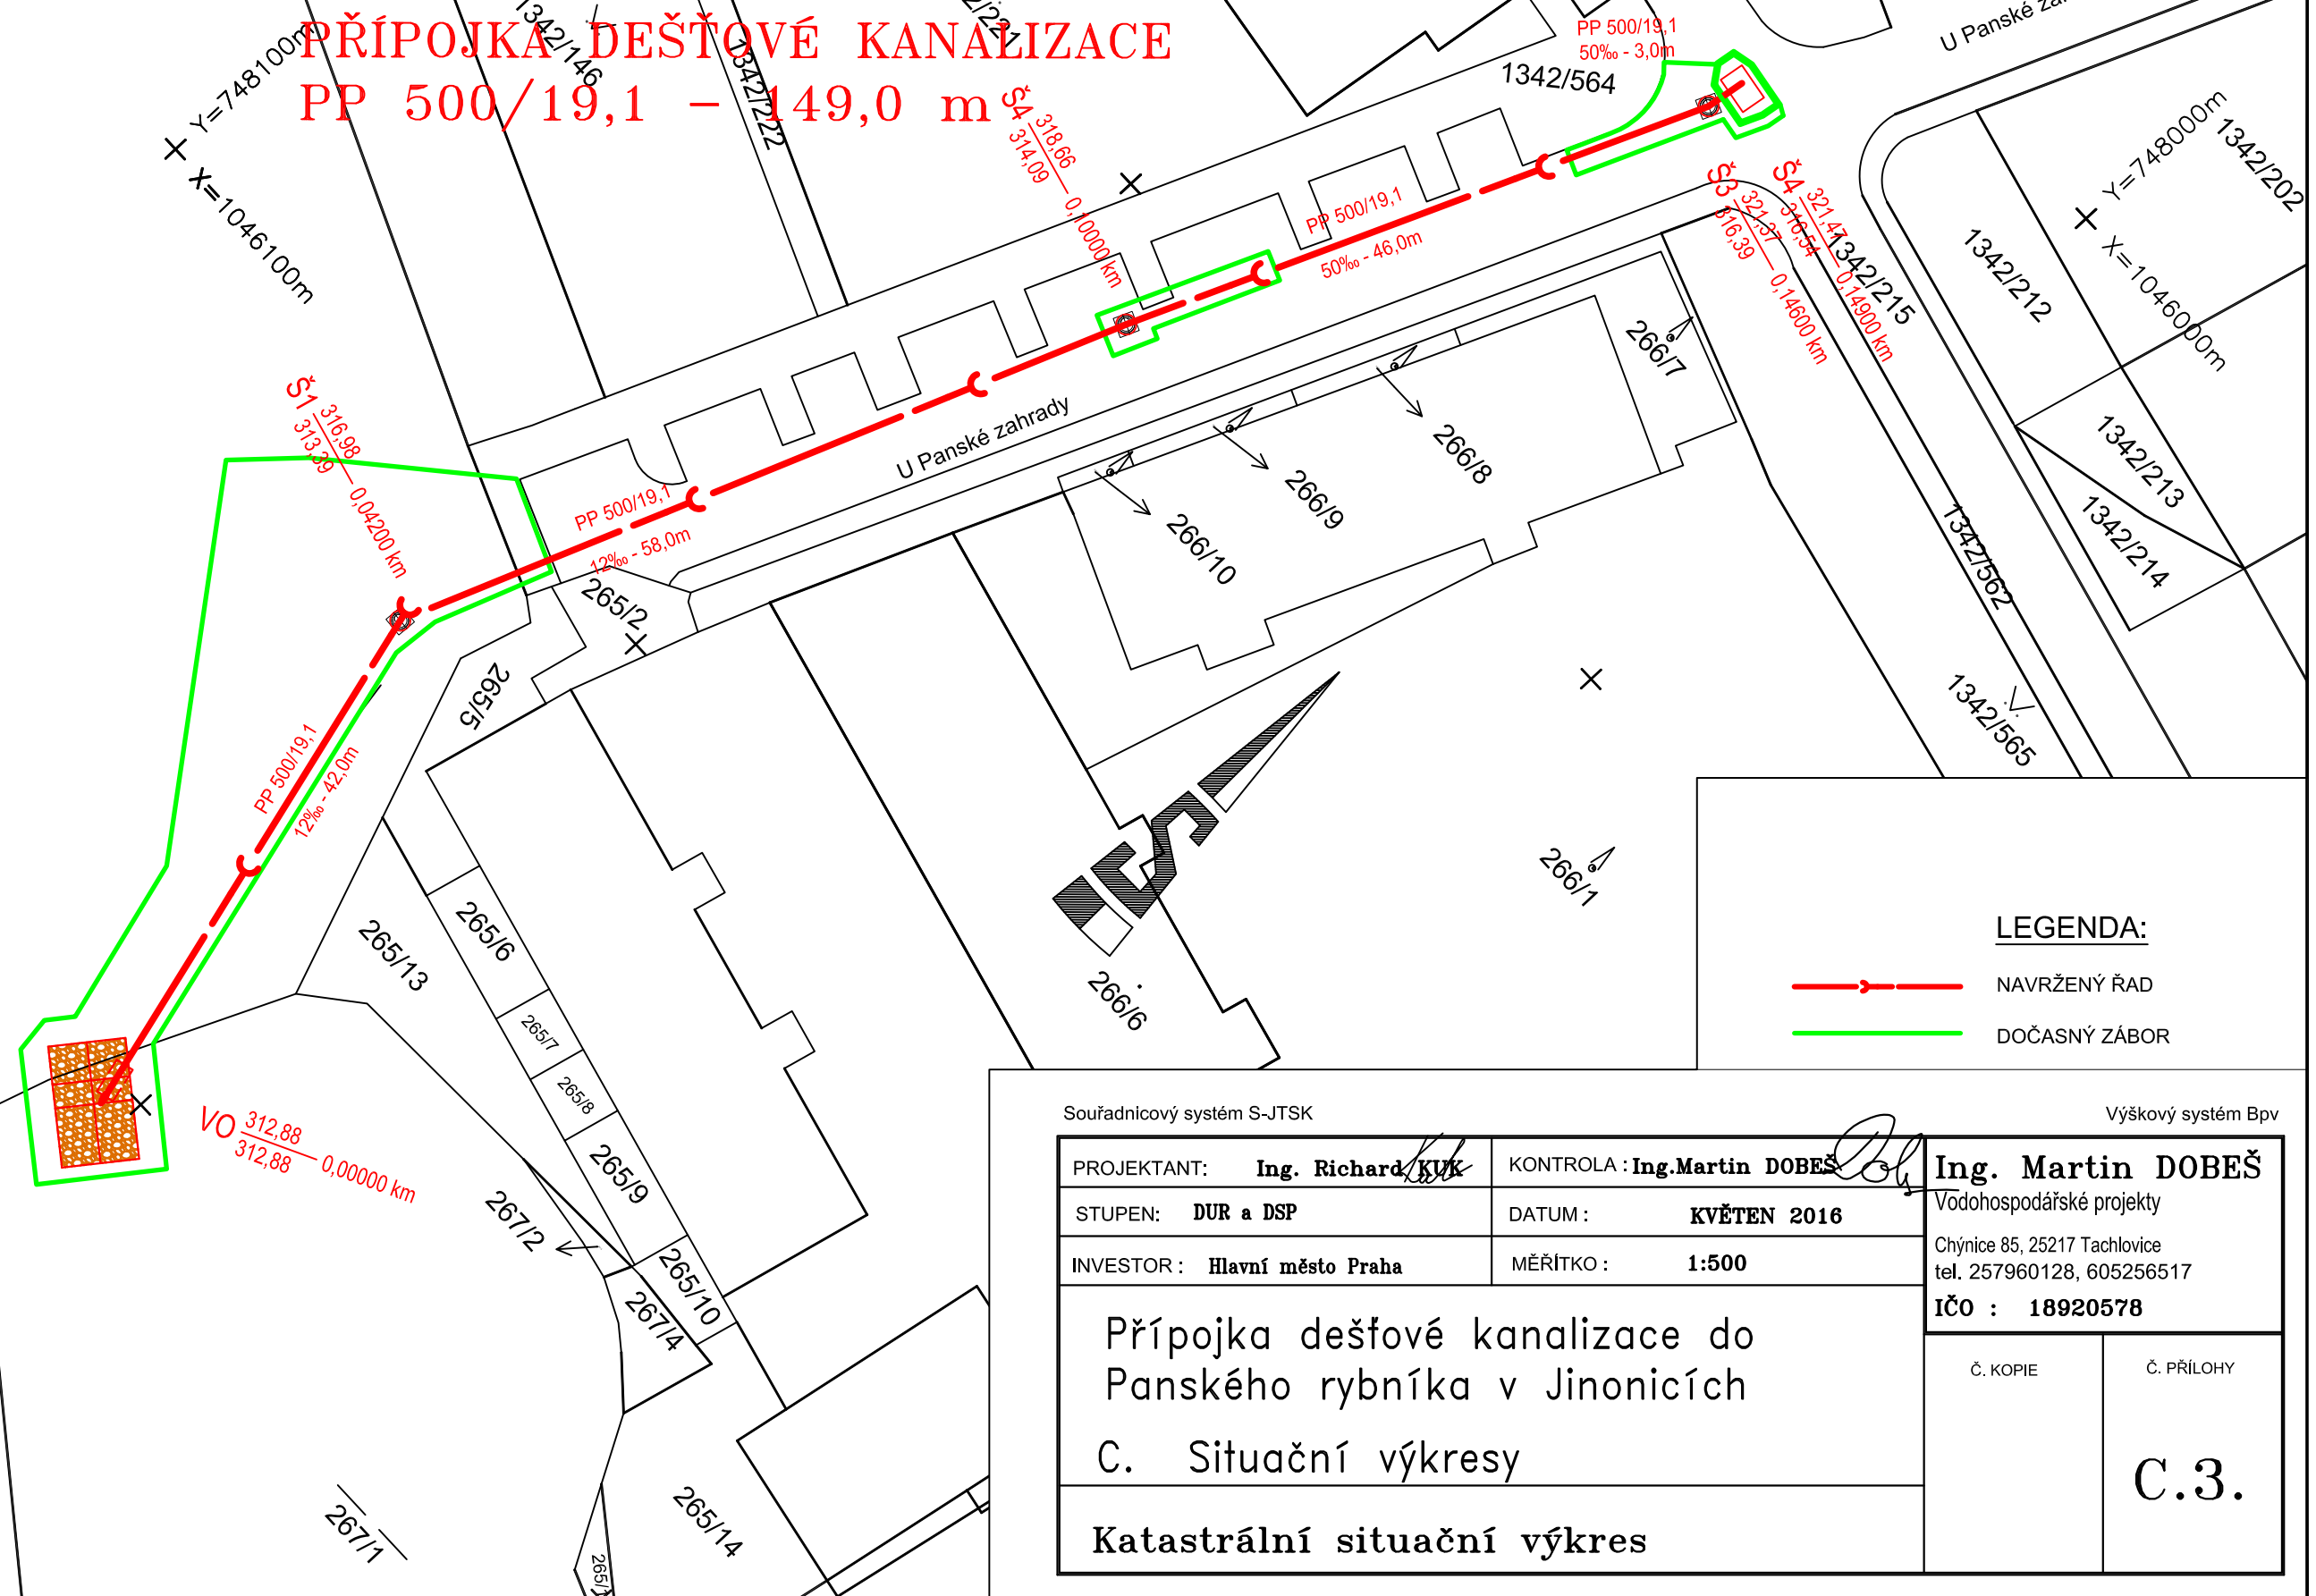 PŘÍPOJKA DEŠŤOVÉ KANALIZACE
PP 500/19,1 - 149,0 m
Y=748100m
X=1046100m
1342/146
1342/222
2/221
1342/564
PP 500/19,1
50‰ - 3,0m
U Panské za
Š4 318,66
314,09
0,10000 km
PP 500/19,1
50‰ - 46,0m
Š3 321,37
316,39
0,14600 km
Š4 321,47
316,54
0,14900 km
1342/215
1342/212
Y=748000m
X=1046000m
1342/202
1342/213
1342/214
1342/562
1342/565
Š1 316,98
313,39
0,04200 km
PP 500/19,1
12‰ - 58,0m
U Panské zahrady
266/7
266/8
266/9
266/10
265/2
265/5
PP 500/19,1
12‰ - 42,0m
265/13
265/6
265/7
265/8
265/9
265/10
266/6
266/1
VO 312,88
312,88
0,00000 km
267/2
267/4
267/1
265/14
265/
LEGENDA:
NAVRŽENÝ ŘAD
DOČASNÝ ZÁBOR
Souřadnicový systém S-JTSK
Výškový systém Bpv
PROJEKTANT: Ing. Richard KUK
KONTROLA : Ing.Martin DOBEŠ
STUPEN: DUR a DSP
DATUM : KVĚTEN 2016
INVESTOR : Hlavní město Praha
MĚŘÍTKO : 1:500
Ing. Martin DOBEŠ
Vodohospodářské projekty
Chýnice 85, 25217 Tachlovice
tel. 257960128, 605256517
IČO : 18920578
Přípojka dešťové kanalizace do
Panského rybníka v Jinonicích
C. Situační výkresy
Katastrální situační výkres
Č. KOPIE
Č. PŘÍLOHY
C.3.